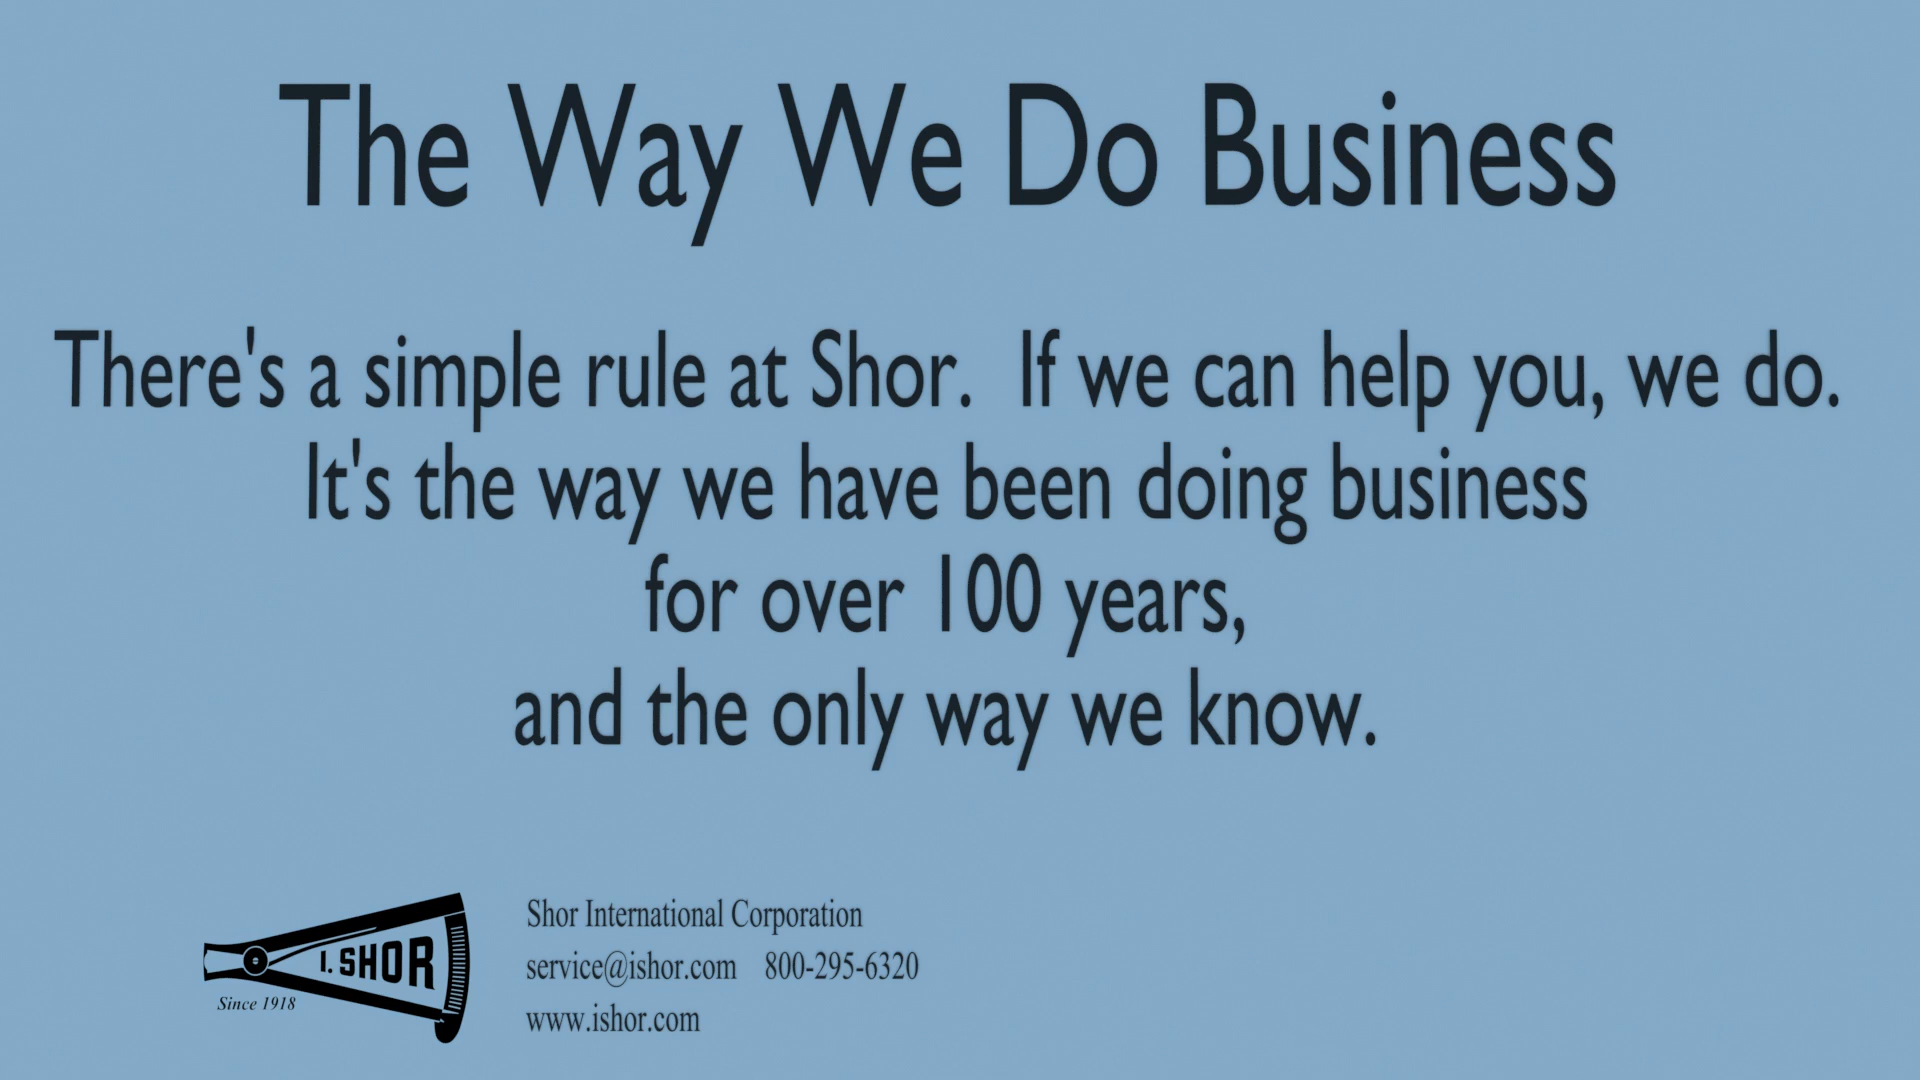 The Way We Do Business
There's a simple rule at Shor.  If we can help you, we do.
It's the way we have been doing business
for over 100 years,
and the only way we know.
I. SHOR
Since 1918
Shor International Corporation
service@ishor.com    800-295-6320
www.ishor.com